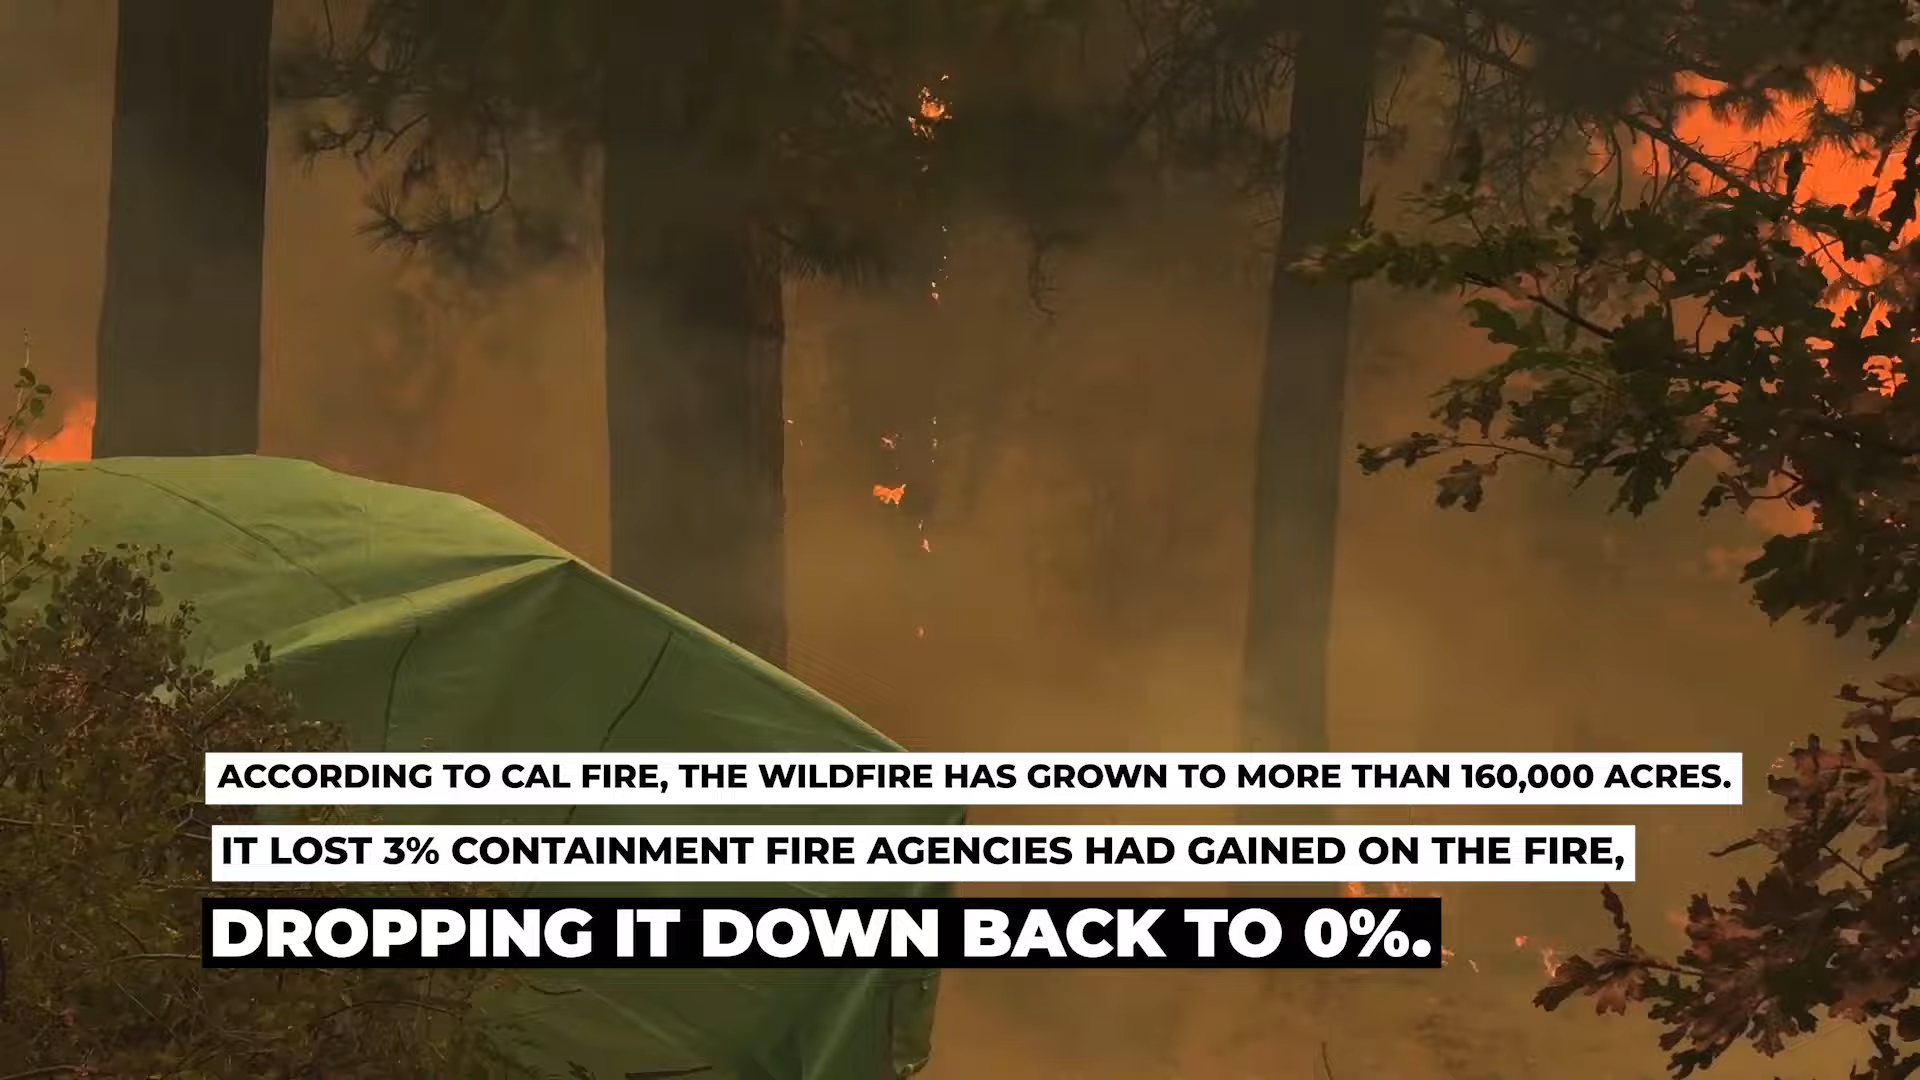 ACCORDING TO CAL FIRE, THE WILDFIRE HAS GROWN TO MORE THAN 160,000 ACRES.
IT LOST 3% CONTAINMENT FIRE AGENCIES HAD GAINED ON THE FIRE,
DROPPING IT DOWN BACK TO 0%.